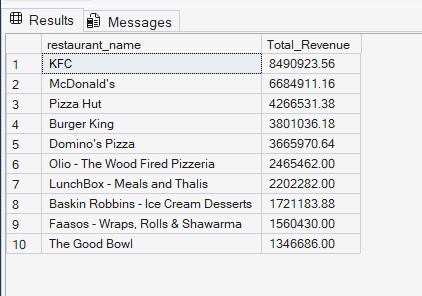 Results Messages
restaurant_name Total_Revenue
1 KFC 8490923.56
2 McDonald's 6684911.16
3 Pizza Hut 4266531.38
4 Burger King 3801036.18
5 Domino's Pizza 3665970.64
6 Olio - The Wood Fired Pizzeria 2465462.00
7 LunchBox - Meals and Thalis 2202282.00
8 Baskin Robbins - Ice Cream Desserts 1721183.88
9 Faasos - Wraps, Rolls & Shawarma 1560430.00
10 The Good Bowl 1346686.00